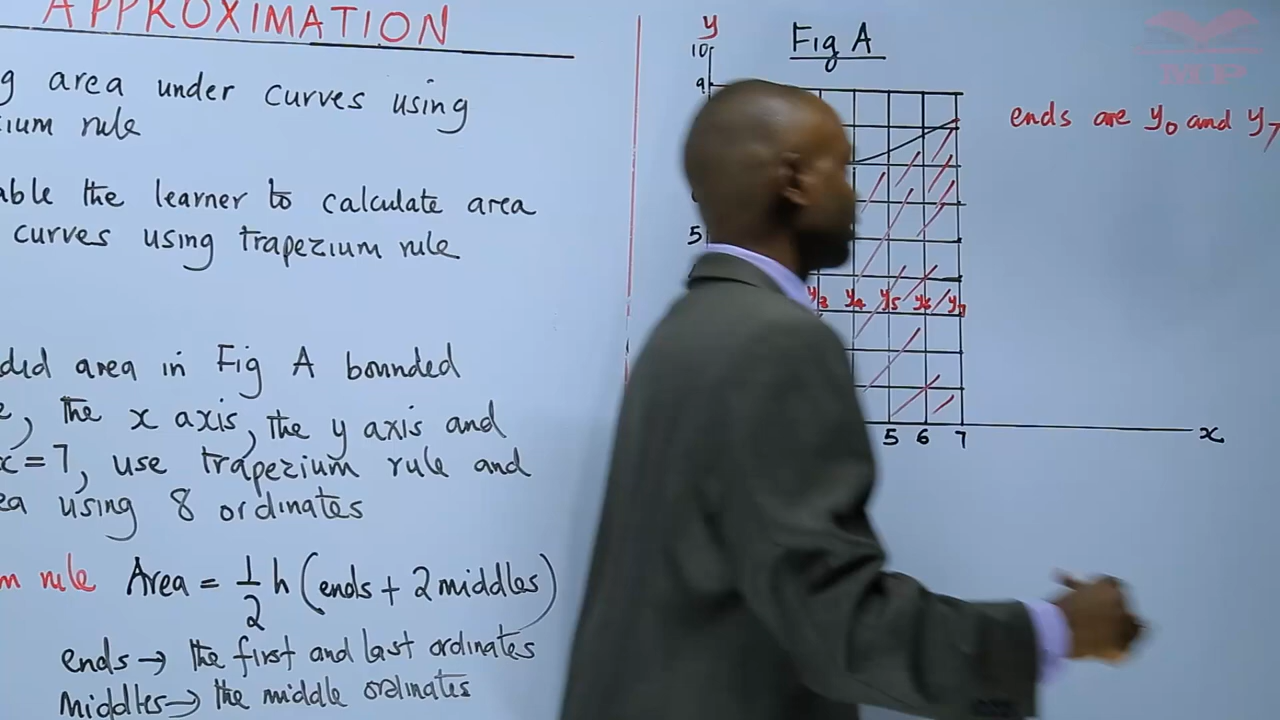 APPROXIMATION
g area under curves using
ium rule
able the learner to calculate area
curves using trapezium rule
ded area in Fig A bounded
e, the x axis, the y axis and
x=7, use trapezium rule and
ea using 8 ordinates
m rule Area = 1/2 h (ends + 2 middles)
ends → the first and last ordinates
Middles → the middle ordinates
y
Fig A
10
9
5
y3 y4 y5 y6 y7
5 6 7 x
ends are y0 and y7
MP